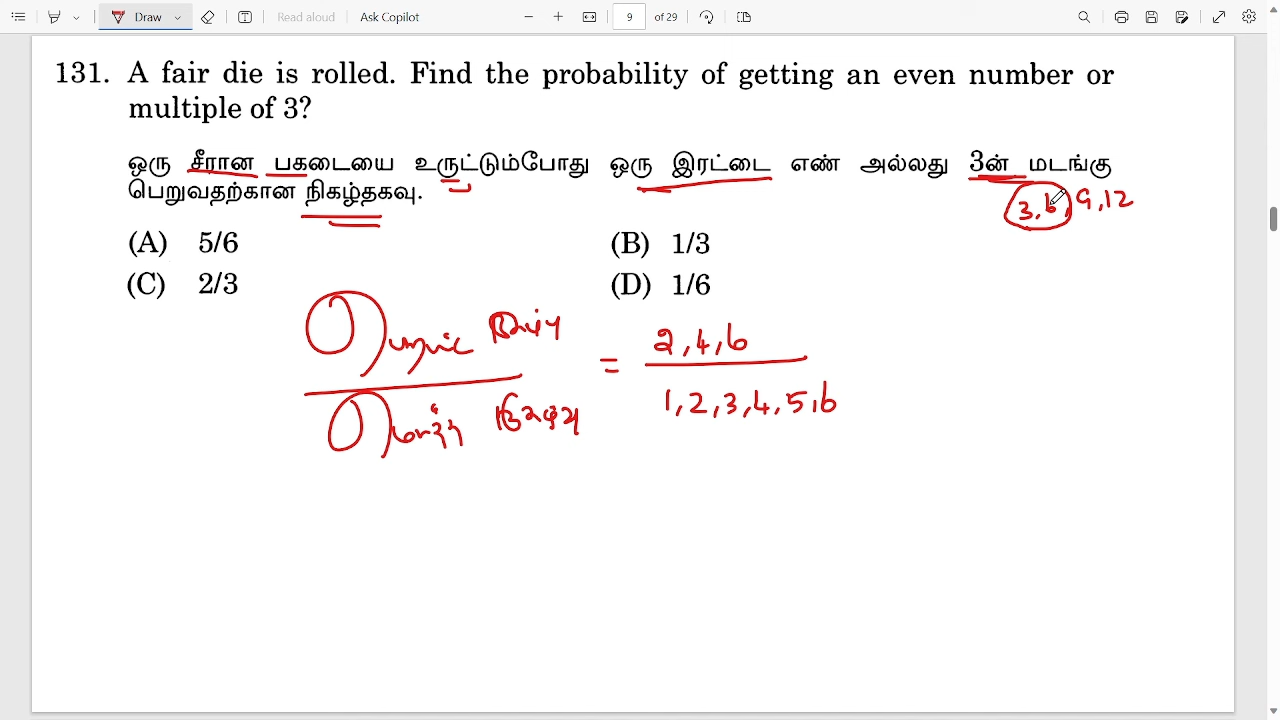 Draw Read aloud Ask Copilot 9 of 29
131. A fair die is rolled. Find the probability of getting an even number or
multiple of 3?
ஒரு சீரான பகடையை உருட்டும்போது ஒரு இரட்டை எண் அல்லது 3ன் மடங்கு
பெறுவதற்கான நிகழ்தகவு.
3, 6, 9, 12
(A) 5/6 (B) 1/3
(C) 2/3 (D) 1/6
= 2, 4, 6
1, 2, 3, 4, 5, 6